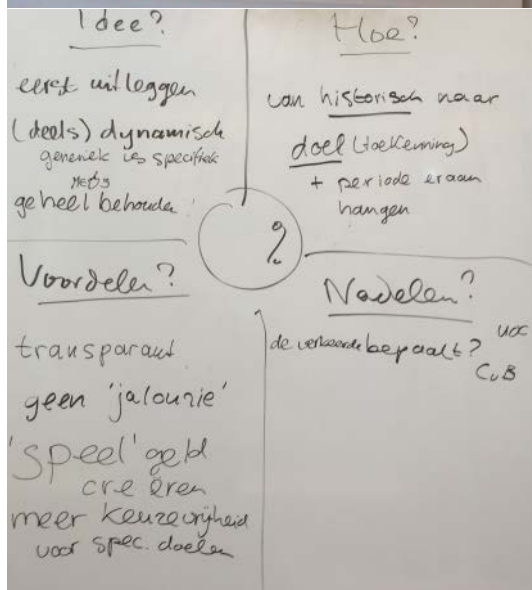 Idee?
eerst uitleggen
(deels) dynamisch
generiek vs specifiek
geheel behouden
Hoe?
van historisch naar
doel (toekenning)
+ periode eraan
hangen
?
Voordelen?
transparant
geen 'jalouzie'
'speel' geld
creëren
meer keuzevrijheid
voor spec. doelen
Nadelen?
de verkeerde bepaalt?
CvB